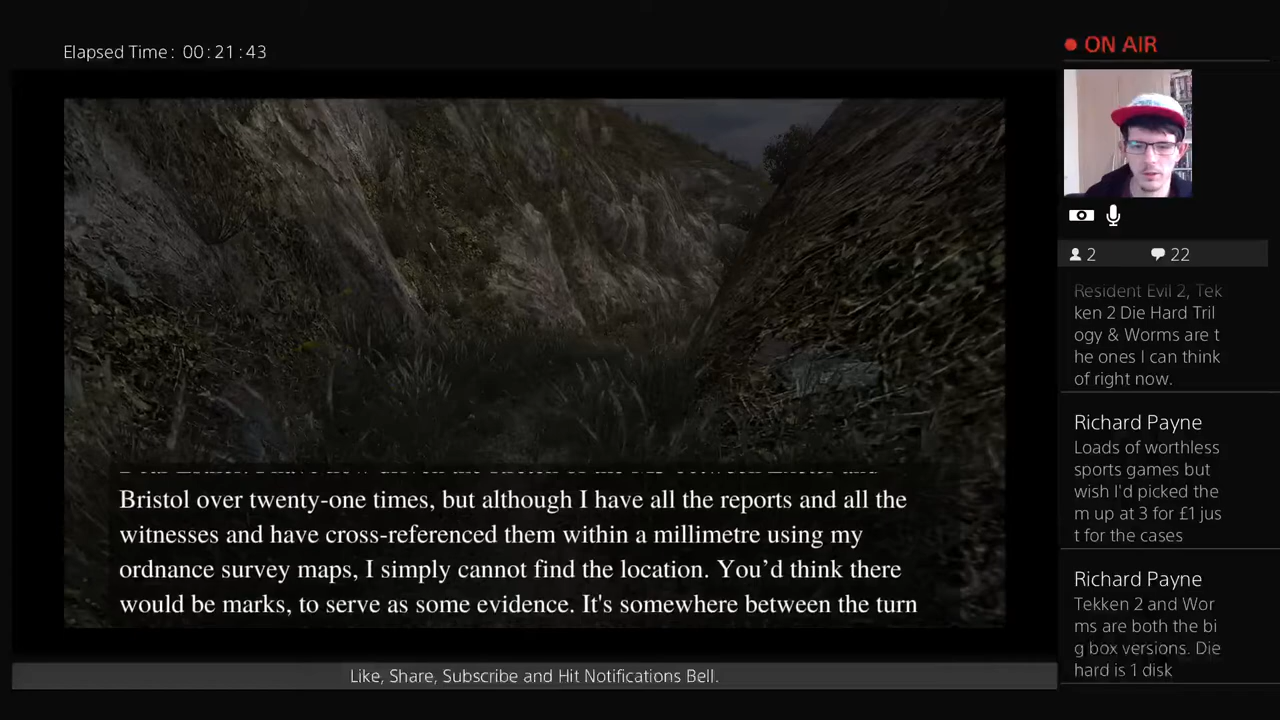 Elapsed Time: 00:21:43
ON AIR
2
22
Resident Evil 2, Tek
ken 2 Die Hard Tril
ogy & Worms are t
he ones I can think
of right now.
Richard Payne
Loads of worthless
sports games but
wish I'd picked the
m up at 3 for £1 jus
t for the cases
Richard Payne
Tekken 2 and Wor
ms are both the bi
g box versions. Die
hard is 1 disk
Bristol over twenty-one times, but although I have all the reports and all the
witnesses and have cross-referenced them within a millimetre using my
ordnance survey maps, I simply cannot find the location. You’d think there
would be marks, to serve as some evidence. It's somewhere between the turn
Like, Share, Subscribe and Hit Notifications Bell.